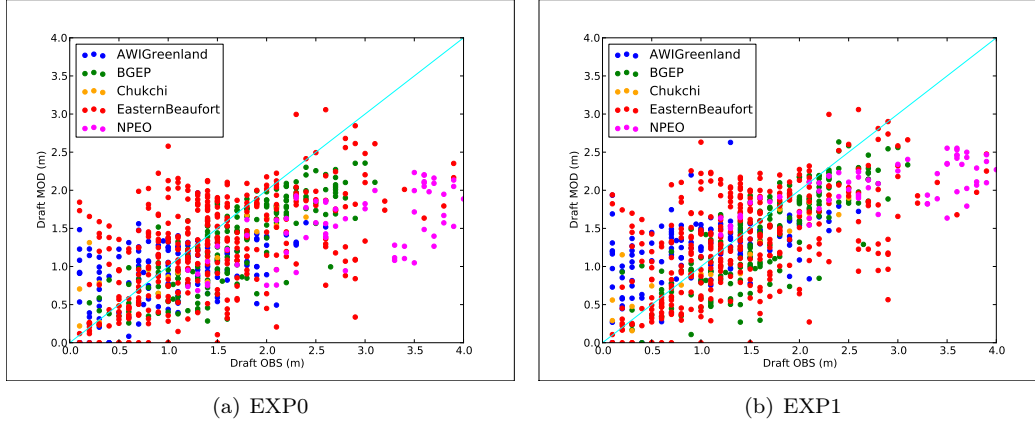 4.0
3.5
3.0
2.5
2.0
1.5
1.0
0.5
0.0
Draft MOD (m)
AWIGreenland
BGEP
Chukchi
EasternBeaufort
NPEO
0.0 0.5 1.0 1.5 2.0 2.5 3.0 3.5 4.0
Draft OBS (m)
(a) EXP0
4.0
3.5
3.0
2.5
2.0
1.5
1.0
0.5
0.0
Draft MOD (m)
AWIGreenland
BGEP
Chukchi
EasternBeaufort
NPEO
0.0 0.5 1.0 1.5 2.0 2.5 3.0 3.5 4.0
Draft OBS (m)
(b) EXP1